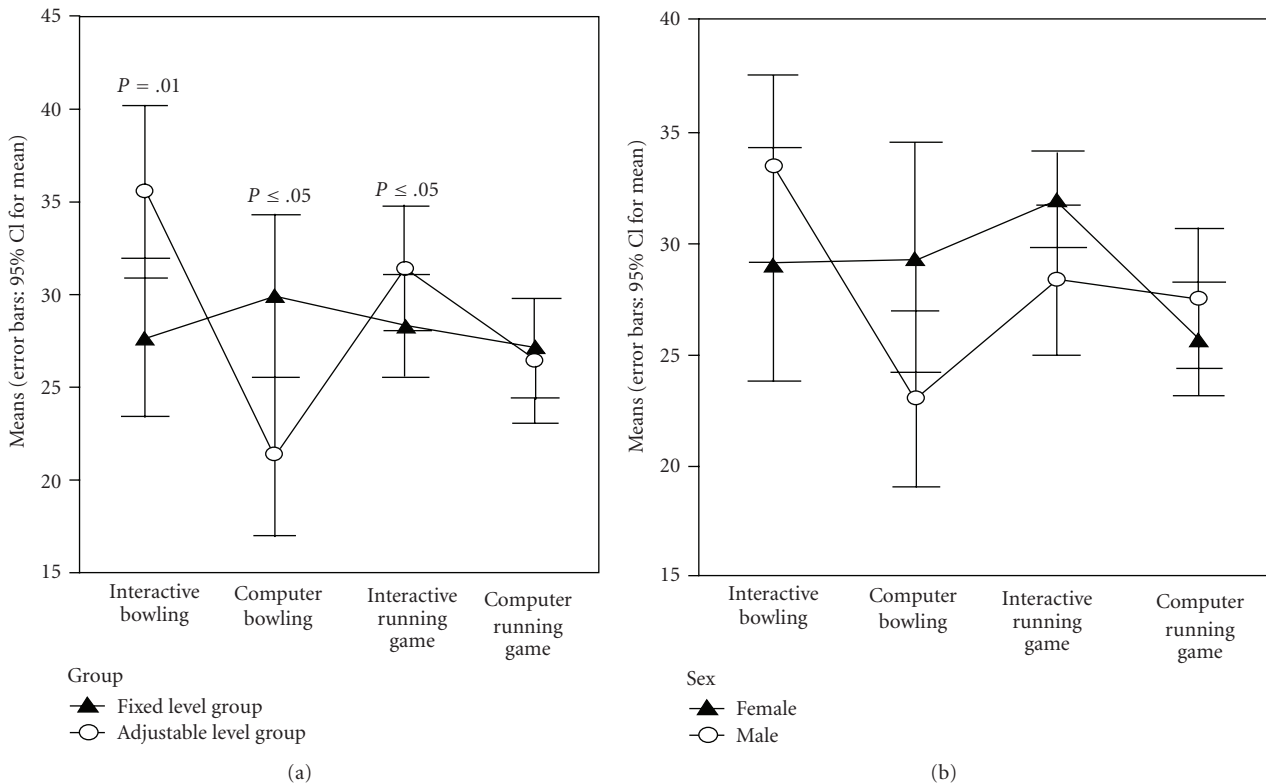 Means (error bars: 95% CI for mean)
45
40
35
30
25
20
15
P = .01
P ≤ .05
P ≤ .05
Interactive
bowling
Computer
bowling
Interactive
running
game
Computer
running
game
Group
Fixed level group
Adjustable level group
(a)
Means (error bars: 95% CI for mean)
40
35
30
25
20
15
Interactive
bowling
Computer
bowling
Interactive
running
game
Computer
running
game
Sex
Female
Male
(b)